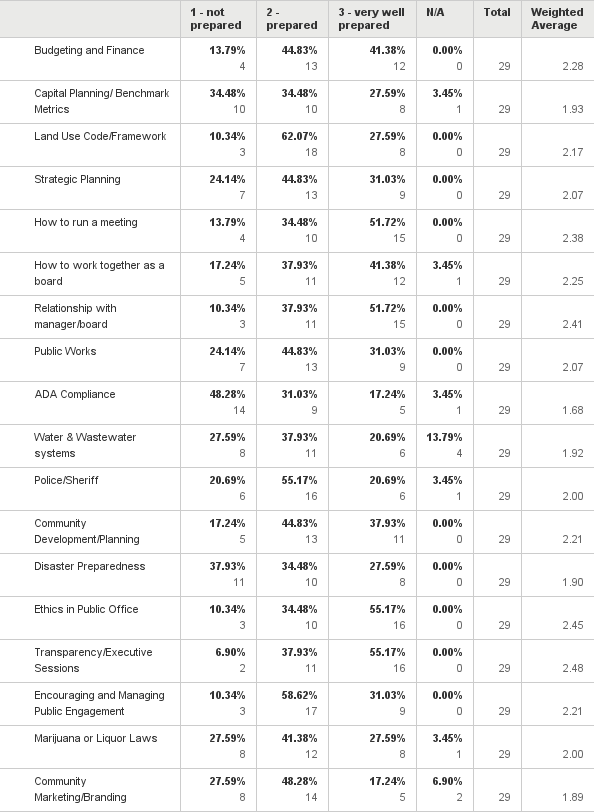 1 - not 2 - 3 - very well N/A Total Weighted
prepared prepared prepared Average
Budgeting and Finance 13.79% 44.83% 41.38% 0.00%
4 13 12 0 29 2.28
Capital Planning/ Benchmark 34.48% 34.48% 27.59% 3.45%
Metrics 10 10 8 1 29 1.93
Land Use Code/Framework 10.34% 62.07% 27.59% 0.00%
3 18 8 0 29 2.17
Strategic Planning 24.14% 44.83% 31.03% 0.00%
7 13 9 0 29 2.07
How to run a meeting 13.79% 34.48% 51.72% 0.00%
4 10 15 0 29 2.38
How to work together as a 17.24% 37.93% 41.38% 3.45%
board 5 11 12 1 29 2.25
Relationship with 10.34% 37.93% 51.72% 0.00%
manager/board 3 11 15 0 29 2.41
Public Works 24.14% 44.83% 31.03% 0.00%
7 13 9 0 29 2.07
ADA Compliance 48.28% 31.03% 17.24% 3.45%
14 9 5 1 29 1.68
Water & Wastewater 27.59% 37.93% 20.69% 13.79%
systems 8 11 6 4 29 1.92
Police/Sheriff 20.69% 55.17% 20.69% 3.45%
6 16 6 1 29 2.00
Community 17.24% 44.83% 37.93% 0.00%
Development/Planning 5 13 11 0 29 2.21
Disaster Preparedness 37.93% 34.48% 27.59% 0.00%
11 10 8 0 29 1.90
Ethics in Public Office 10.34% 34.48% 55.17% 0.00%
3 10 16 0 29 2.45
Transparency/Executive 6.90% 37.93% 55.17% 0.00%
Sessions 2 11 16 0 29 2.48
Encouraging and Managing 10.34% 58.62% 31.03% 0.00%
Public Engagement 3 17 9 0 29 2.21
Marijuana or Liquor Laws 27.59% 41.38% 27.59% 3.45%
8 12 8 1 29 2.00
Community 27.59% 48.28% 17.24% 6.90%
Marketing/Branding 8 14 5 2 29 1.89